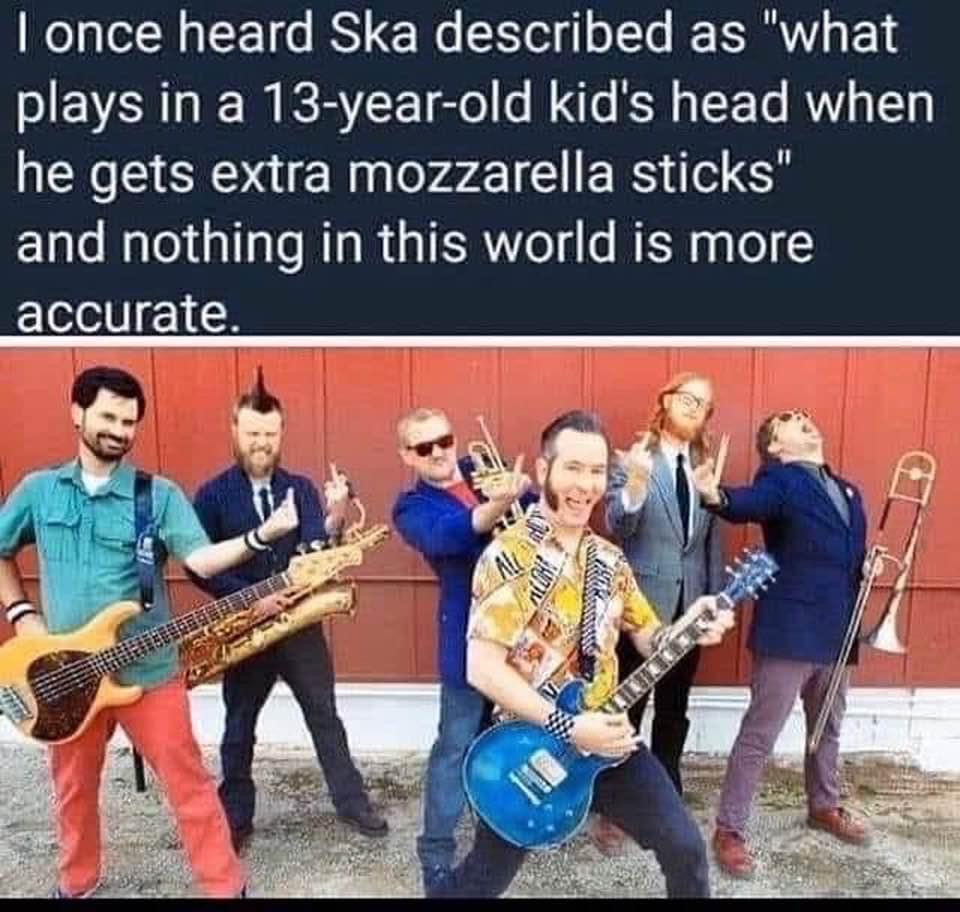 I once heard Ska described as "what
plays in a 13-year-old kid's head when
he gets extra mozzarella sticks"
and nothing in this world is more
accurate.